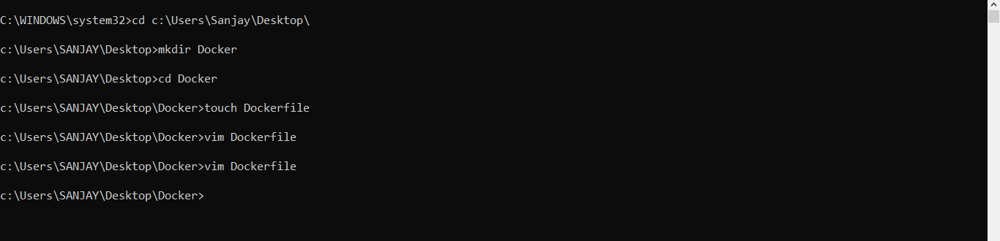 C:\WINDOWS\system32>cd c:\Users\Sanjay\Desktop\
c:\Users\SANJAY\Desktop>mkdir Docker
c:\Users\SANJAY\Desktop>cd Docker
c:\Users\SANJAY\Desktop\Docker>touch Dockerfile
c:\Users\SANJAY\Desktop\Docker>vim Dockerfile
c:\Users\SANJAY\Desktop\Docker>vim Dockerfile
c:\Users\SANJAY\Desktop\Docker>